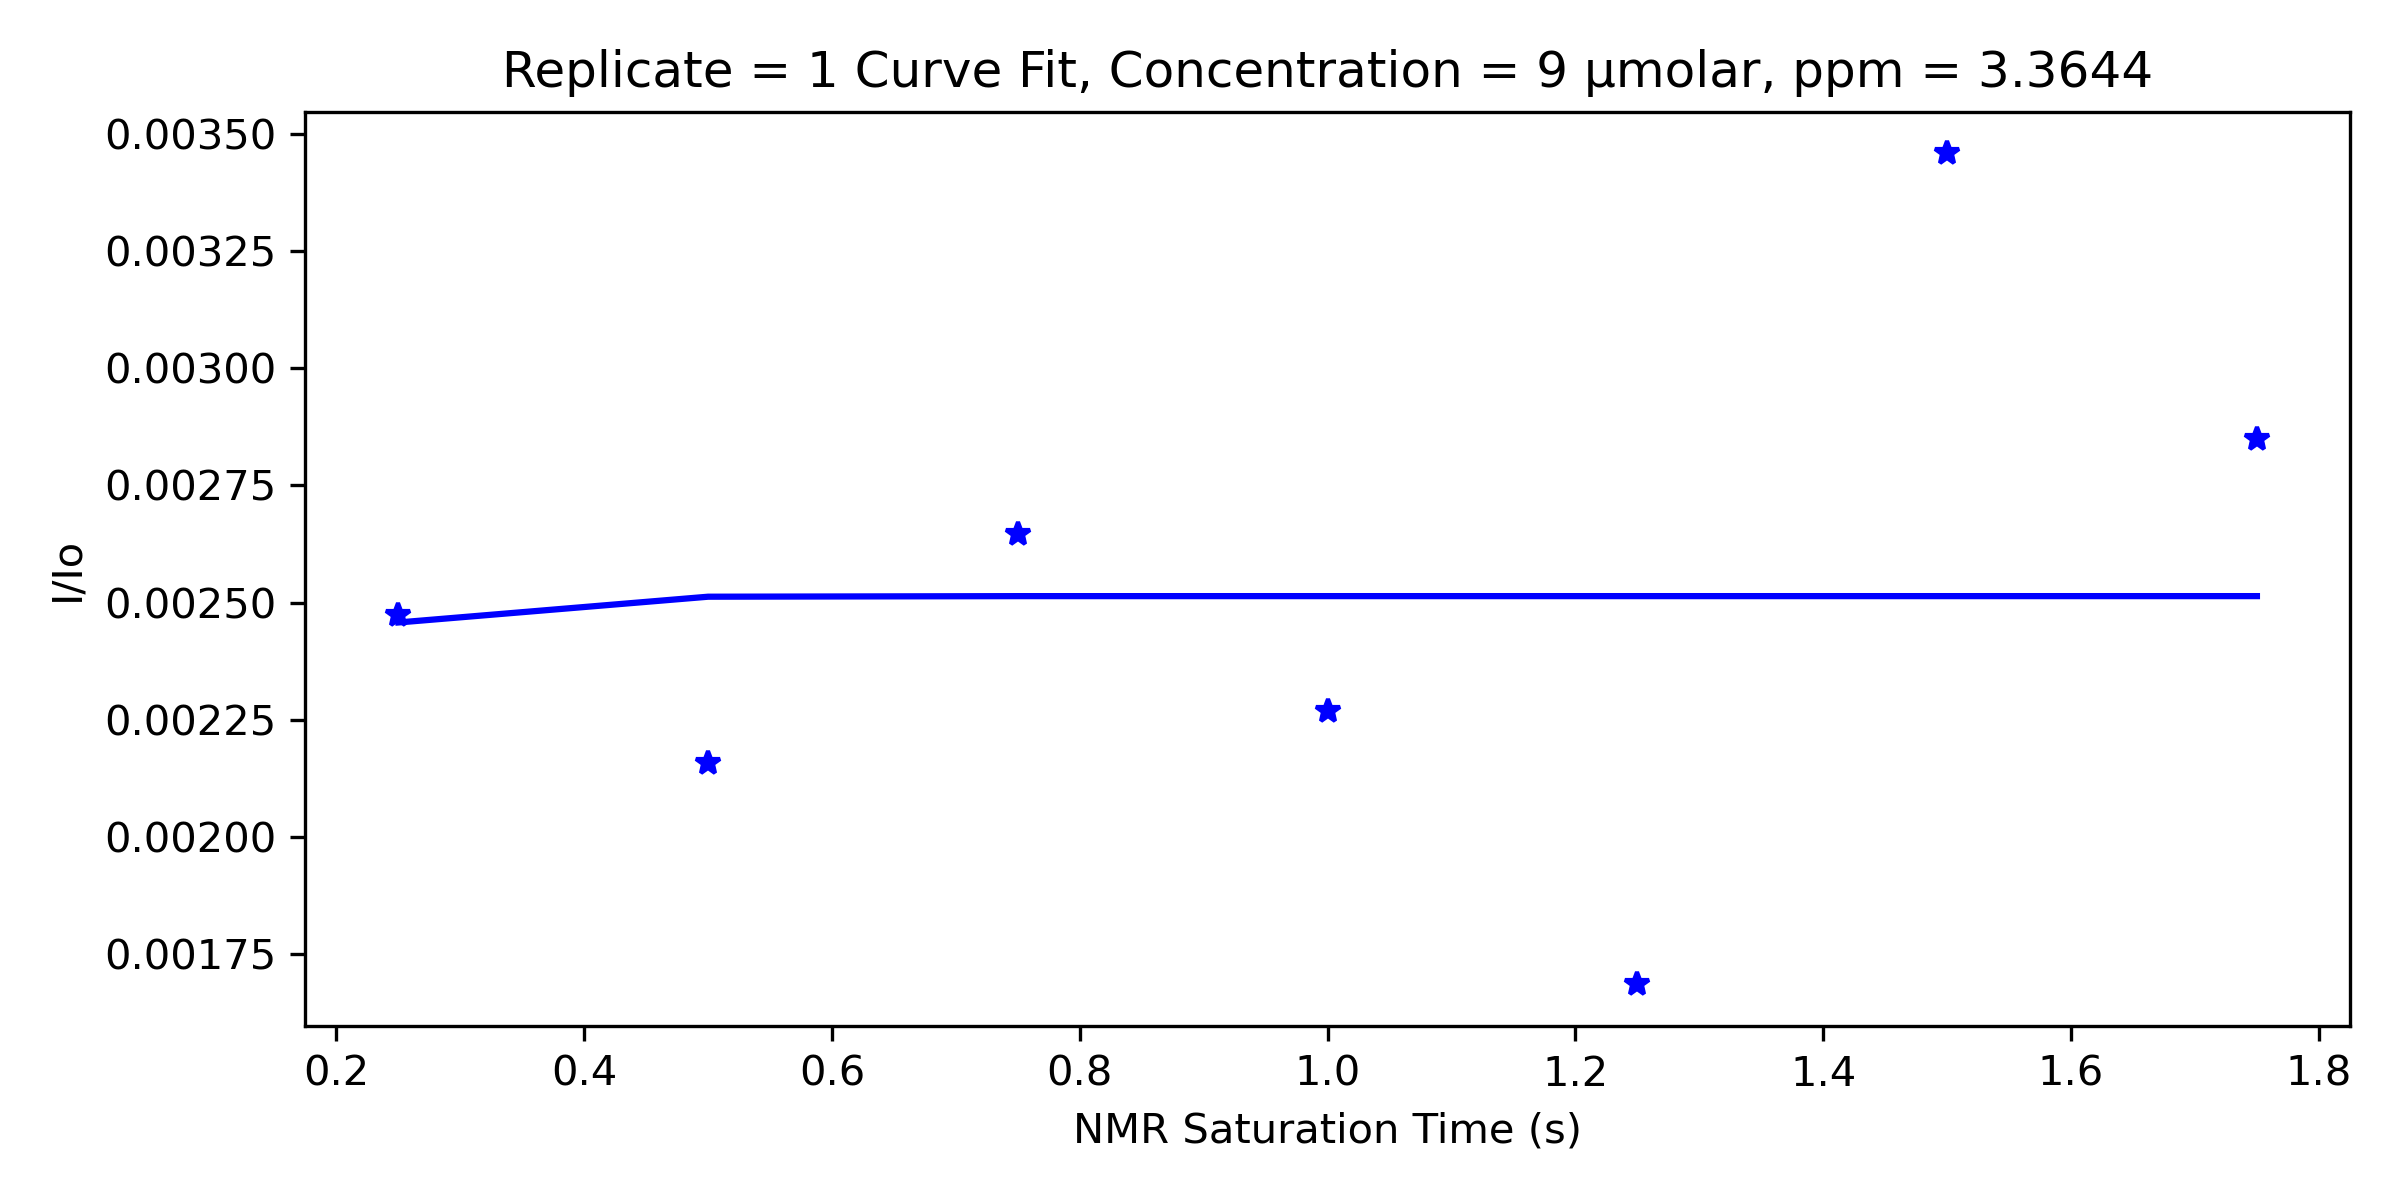 Replicate = 1 Curve Fit, Concentration = 9 µmolar, ppm = 3.3644
0.00350
0.00325
0.00300
0.00275
0.00250
0.00225
0.00200
0.00175
I/Io
0.2 0.4 0.6 0.8 1.0 1.2 1.4 1.6 1.8
NMR Saturation Time (s)